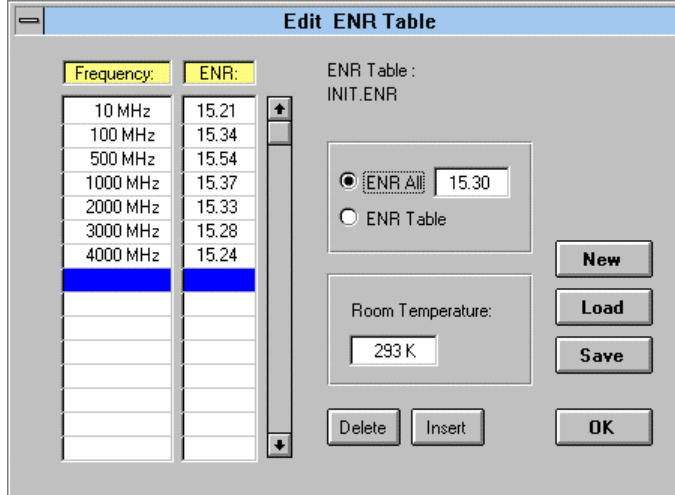 Edit ENR Table
Frequency: ENR:
10 MHz 15.21
100 MHz 15.34
500 MHz 15.54
1000 MHz 15.37
2000 MHz 15.33
3000 MHz 15.28
4000 MHz 15.24
ENR Table :
INIT.ENR
ENR All 15.30
ENR Table
Room Temperature:
293 K
New
Load
Save
Delete Insert OK